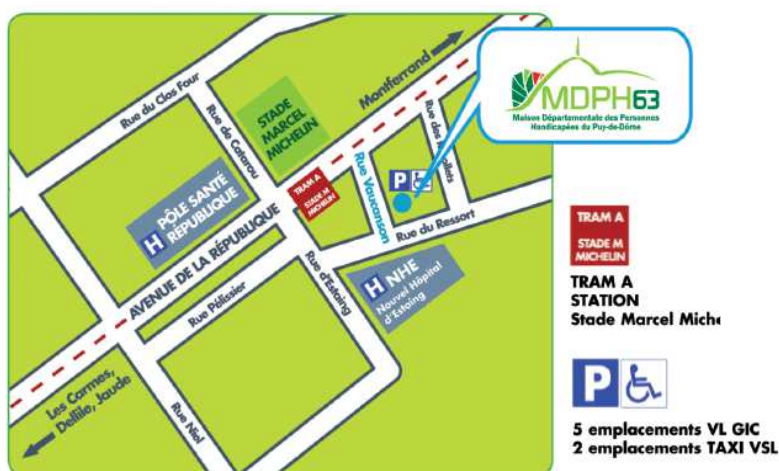 Rue du Clos Four
Rue de Catarou
STADE
MARCEL
MICHELIN
Montferrand
MDPH63
Maison Départementale des Personnes
Handicapées du Puy-de-Dôme
Rue des
Rue Vaucanson
P
H PÔLE SANTÉ
RÉPUBLIQUE
TRAM A
STADE M
MICHELIN
AVENUE DE LA RÉPUBLIQUE
Rue du Ressort
Rue d'Estaing
H NHE
Nouvel Hôpital
d'Estaing
Rue Pélissier
Les Carmes,
Delille, Jaude
Rue Niel
TRAM A
STADE M
MICHELIN
TRAM A
STATION
Stade Marcel Mich
P
5 emplacements VL GIC
2 emplacements TAXI VSL